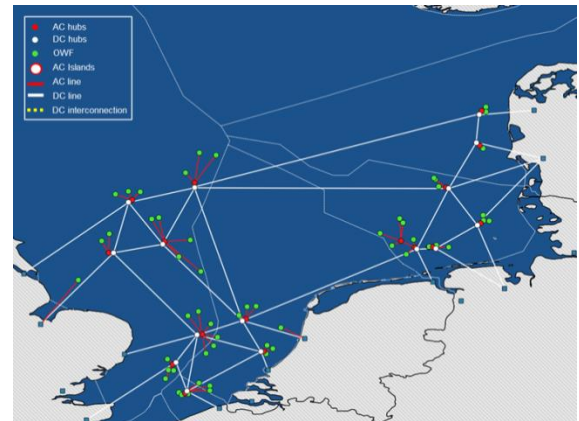 AC hubs
DC hubs
OWF
AC Islands
AC line
DC line
DC interconnection